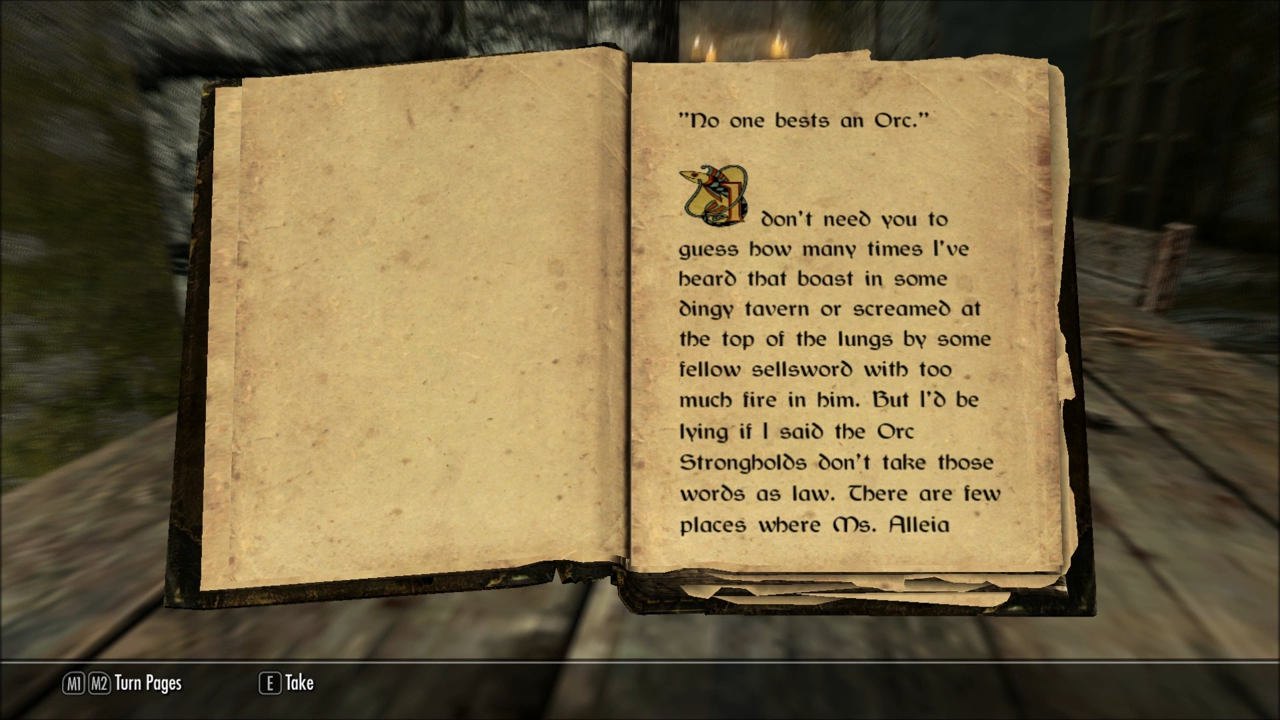 "No one bests an Orc."
I don't need you to
guess how many times I've
heard that boast in some
dingy tavern or screamed at
the top of the lungs by some
fellow sellsword with too
much fire in him. But I'd be
lying if I said the Orc
Strongholds don't take those
words as law. There are few
places where Ms. Alleia
M1 M2 Turn Pages E Take